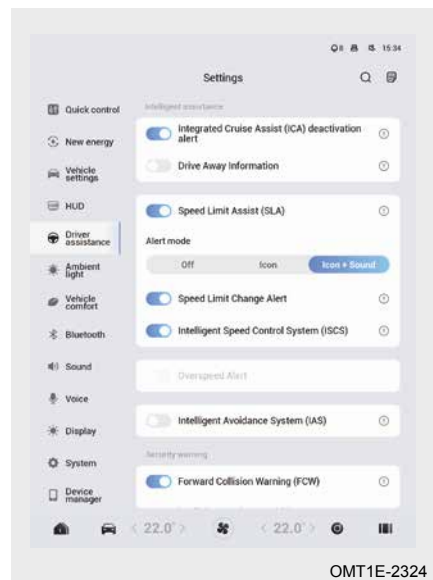 0 15:34
Settings
Quick control
New energy
Vehicle
settings
HUD
Driver
assistance
Ambient
light
Vehicle
comfort
Bluetooth
Sound
Voice
Display
System
Device
manager
Intelligent assistance
Integrated Cruise Assist (ICA) deactivation
alert
Drive Away Information
Speed Limit Assist (SLA)
Alert mode
Off Icon Icon + Sound
Speed Limit Change Alert
Intelligent Speed Control System (ISCS)
Overspeed Alert
Intelligent Avoidance System (IAS)
Security warning
Forward Collision Warning (FCW)
< 22.0° > < 22.0° >
OMT1E-2324